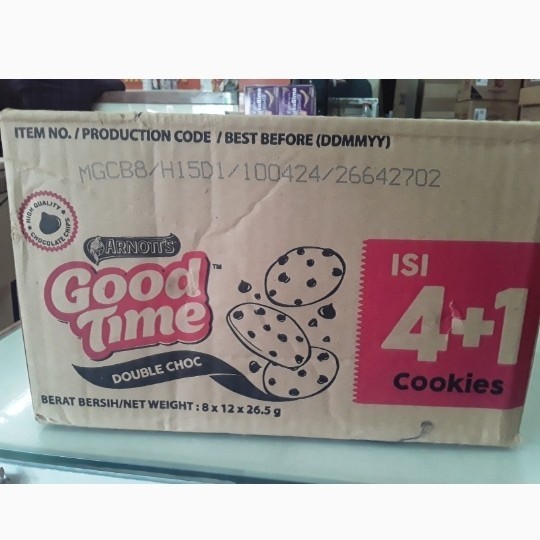 ITEM NO. / PRODUCTION CODE / BEST BEFORE (DDMMYY)
MGCB8/H15D1/100424/26642702
HIGH QUALITY
CHOCOLATE CHIPS
ARNOTT'S
Good
Time
TM
DOUBLE CHOC
ISI
4+1
Cookies
BERAT BERSIH/NET WEIGHT : 8 x 12 x 26.5 g